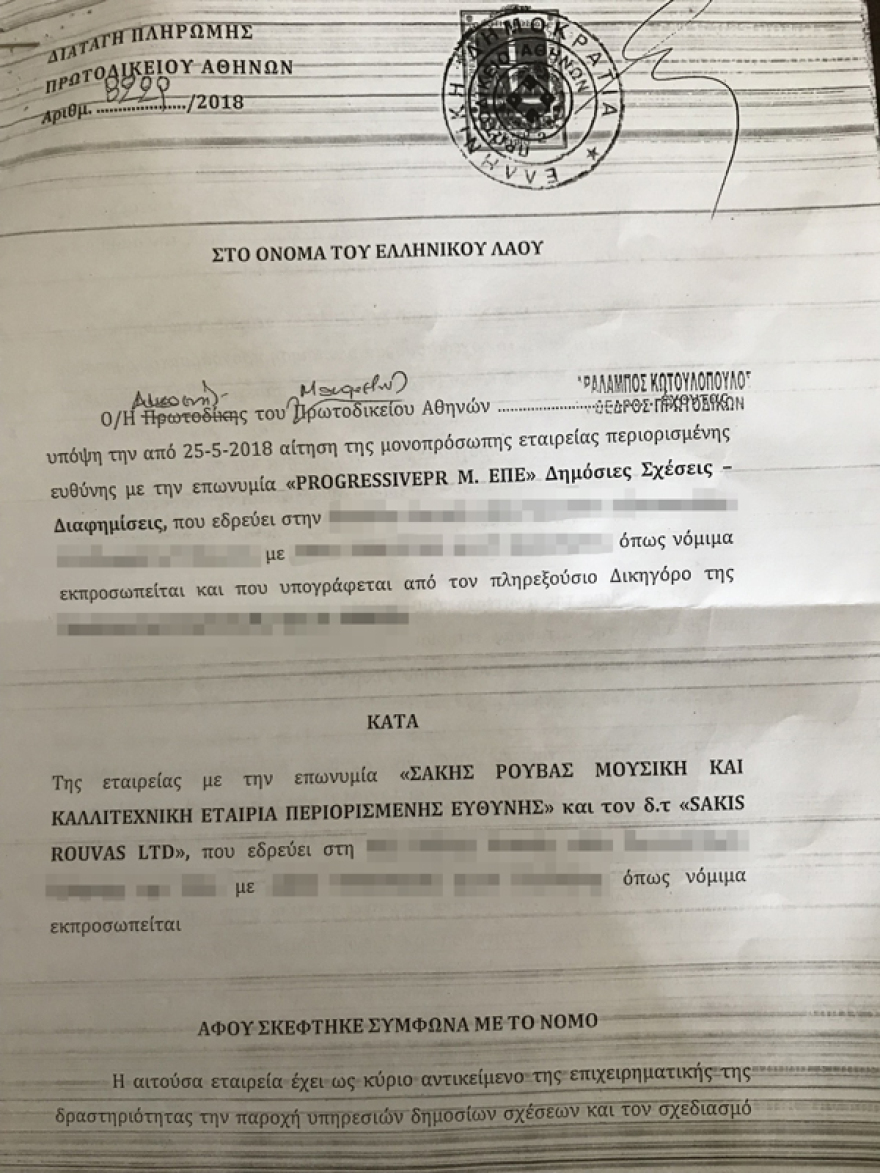 ΔΙΑΤΑΓΗ ΠΛΗΡΩΜΗΣ
ΠΡΩΤΟΔΙΚΕΙΟΥ ΑΘΗΝΩΝ
Αριθμ. ..................../2018
ΕΛΛΗΝΙΚΗ ΔΗΜΟΚΡΑΤΙΑ
ΣΤΟ ΟΝΟΜΑ ΤΟΥ ΕΛΛΗΝΙΚΟΥ ΛΑΟΥ
ΡΑΛΑΜΠΟΣ ΚΩΤΟΥΛΟΠΟΥΛΟ
Ο/Η Πρωτοδίκης του Πρωτοδικείου Αθηνών ....................
υπόψη την από 25-5-2018 αίτηση της μονοπρόσωπης εταιρείας περιορισμένης
ευθύνης με την επωνυμία «PROGRESSIVEPR Μ. ΕΠΕ» Δημόσιες Σχέσεις –
Διαφημίσεις, που εδρεύει στην
με όπως νόμιμα
εκπροσωπείται και που υπογράφεται από τον πληρεξούσιο Δικηγόρο της
ΚΑΤΑ
Της εταιρείας με την επωνυμία «ΣΑΚΗΣ ΡΟΥΒΑΣ ΜΟΥΣΙΚΗ ΚΑΙ
ΚΑΛΛΙΤΕΧΝΙΚΗ ΕΤΑΙΡΙΑ ΠΕΡΙΟΡΙΣΜΕΝΗΣ ΕΥΘΥΝΗΣ» και τον δ.τ «SAKIS
ROUVAS LTD», που εδρεύει στη
με όπως νόμιμα
εκπροσωπείται
ΑΦΟΥ ΣΚΕΦΤΗΚΕ ΣΥΜΦΩΝΑ ΜΕ ΤΟ ΝΟΜΟ
Η αιτούσα εταιρεία έχει ως κύριο αντικείμενο της επιχειρηματικής της
δραστηριότητας την παροχή υπηρεσιών δημοσίων σχέσεων και τον σχεδιασμό